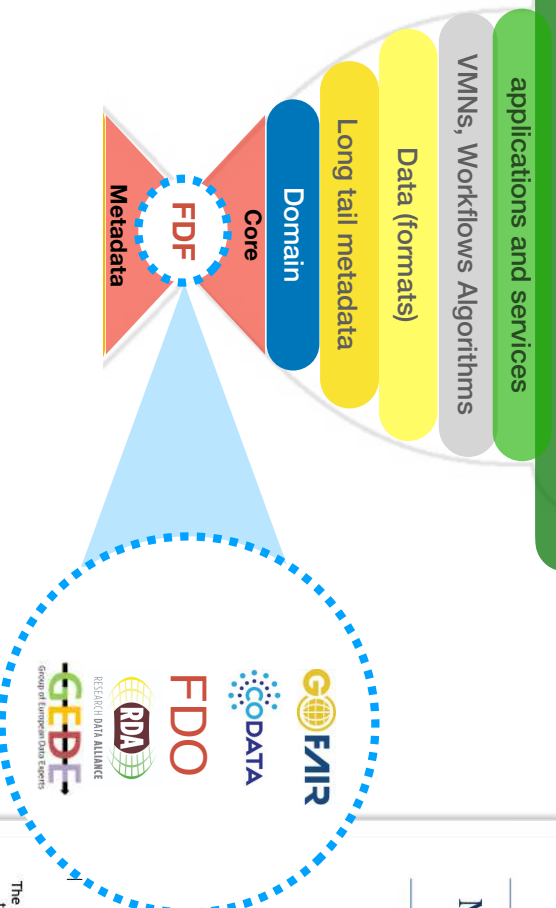 applications and services
VMNs, Workflows Algorithms
Data (formats)
Long tail metadata
Domain
Core
FDF
Metadata
GO FAIR
CODATA
FDO
RDA
RESEARCH DATA ALLIANCE
GEDE
Group of European Data Experts
The